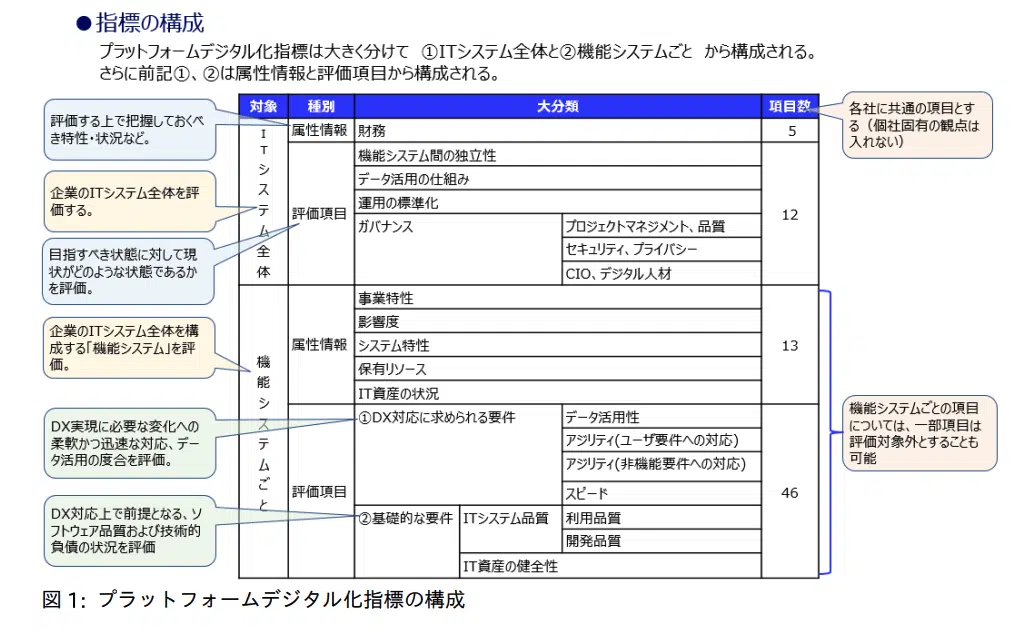 ●指標の構成
プラットフォームデジタル化指標は大きく分けて ①ITシステム全体と②機能システムごと から構成される。
さらに前記①、②は属性情報と評価項目から構成される。
対象 種別 大分類 項目数
評価する上で把握しておくべ
き特性・状況など。
企業のITシステム全体を評
価する。
目指すべき状態に対して現
状がどのような状態であるか
を評価。
企業のITシステム全体を構
成する「機能システム」を評
価。
DX実現に必要な変化への
柔軟かつ迅速な対応、デー
タ活用の度合を評価。
DX対応上で前提となる、ソ
フトウェア品質および技術的
負債の状況を評価
ITシステム全体
属性情報 財務 5
評価項目
機能システム間の独立性
データ活用の仕組み
運用の標準化
ガバナンス プロジェクトマネジメント、品質
セキュリティ、プライバシー
CIO、デジタル人材
12
機能システムごと
属性情報
事業特性
影響度
システム特性
保有リソース
IT資産の状況
13
評価項目
①DX対応に求められる要件 データ活用性
アジリティ(ユーザ要件への対応)
アジリティ(非機能要件への対応)
スピード
②基礎的な要件 ITシステム品質 利用品質
開発品質
IT資産の健全性
46
各社に共通の項目とす
る（個社固有の観点は
入れない）
機能システムごとの項目
については、一部項目は
評価対象外とすることも
可能
図 1: プラットフォームデジタル化指標の構成